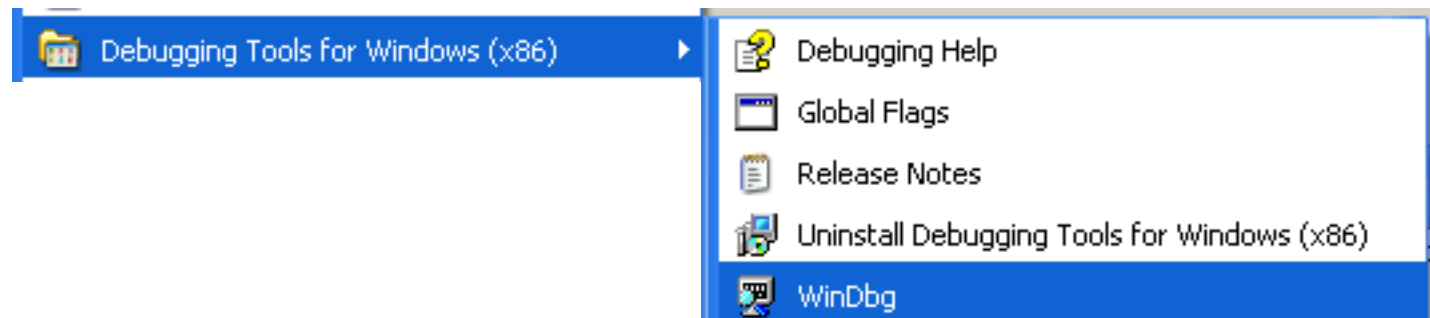 Debugging Tools for Windows (x86)
Debugging Help
Global Flags
Release Notes
Uninstall Debugging Tools for Windows (x86)
WinDbg